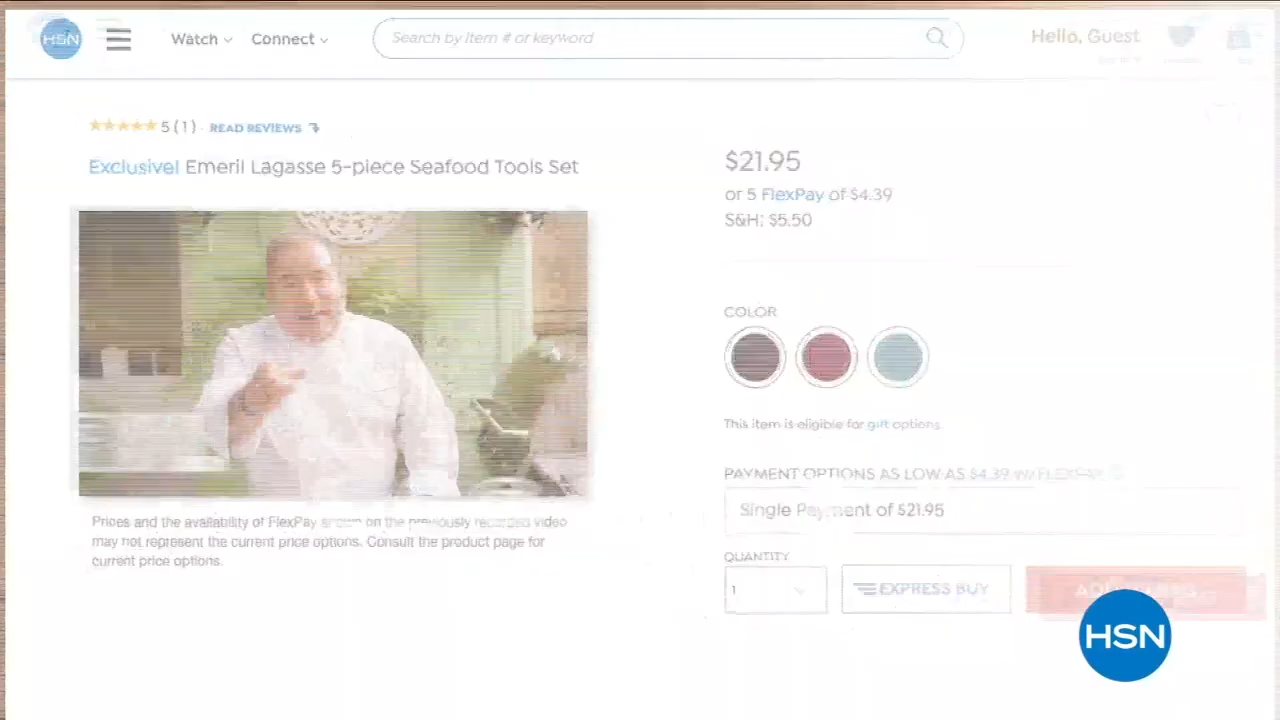 HSN
Watch Connect
Search by item # or keyword
Hello, Guest
5 (1) READ REVIEWS
Exclusive! Emeril Lagasse 5-piece Seafood Tools Set
$21.95
or 5 FlexPay of $4.39
S&H: $5.50
COLOR
This item is eligible for gift options
PAYMENT OPTIONS AS LOW AS $4.39 W/ FLEXPAY
Single Payment of $21.95
Prices and the availability of FlexPay shown on the previously recorded video
may not represent the current price options. Consult the product page for
current price options.
QUANTITY
1
EXPRESS BUY
HSN